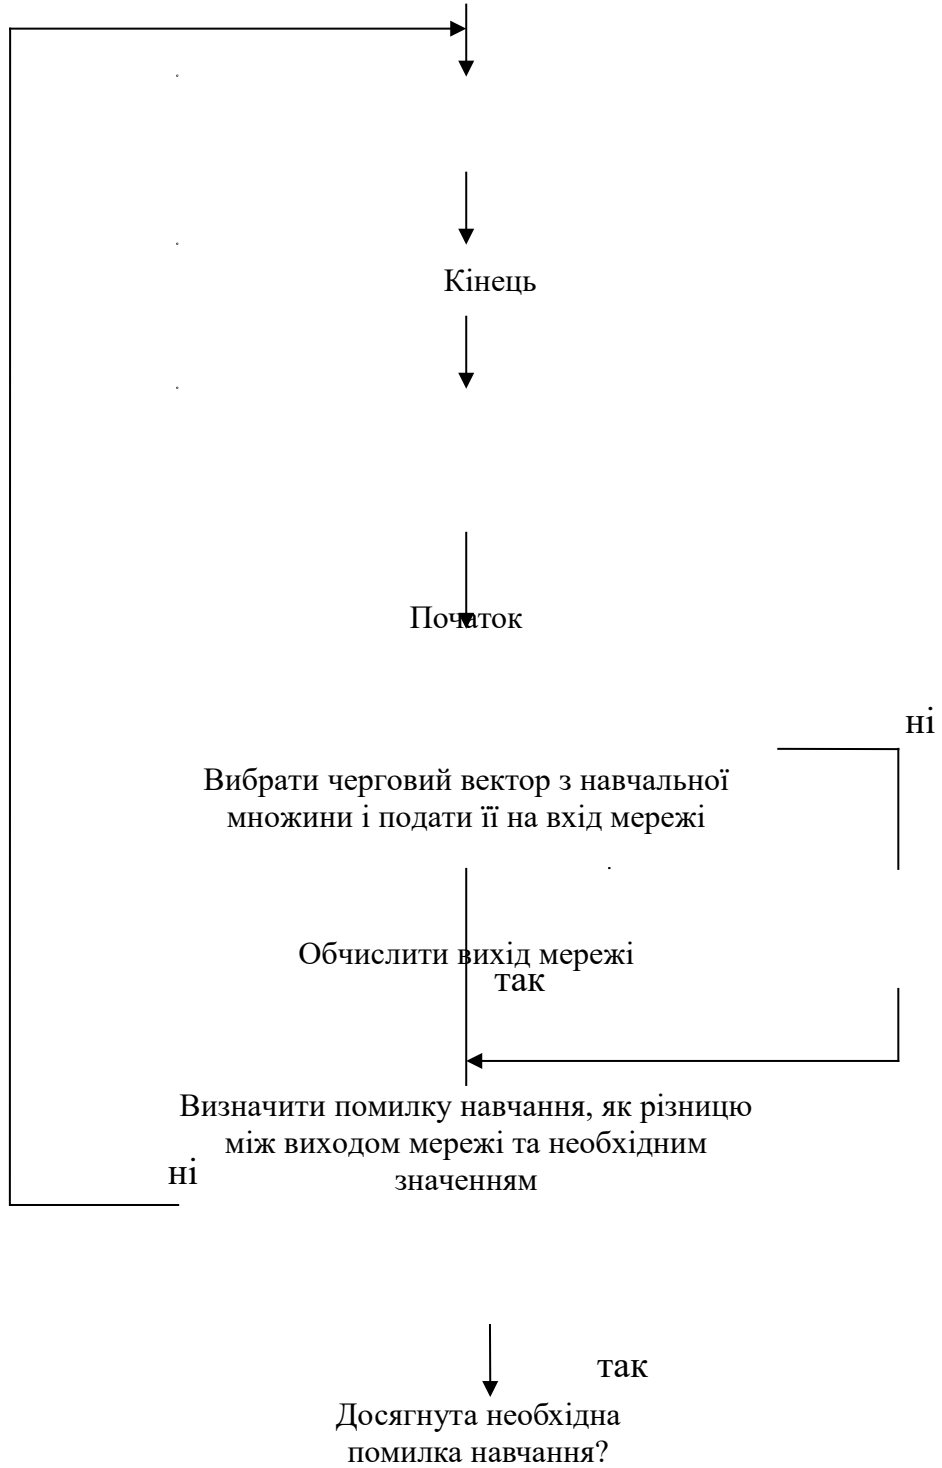 Кінець
Початок
ні
Вибрати черговий вектор з навчальної
множини і подати її на вхід мережі
Обчислити вихід мережі
так
Визначити помилку навчання, як різницю
між виходом мережі та необхідним
ні
значенням
так
Досягнута необхідна
помилка навчання?